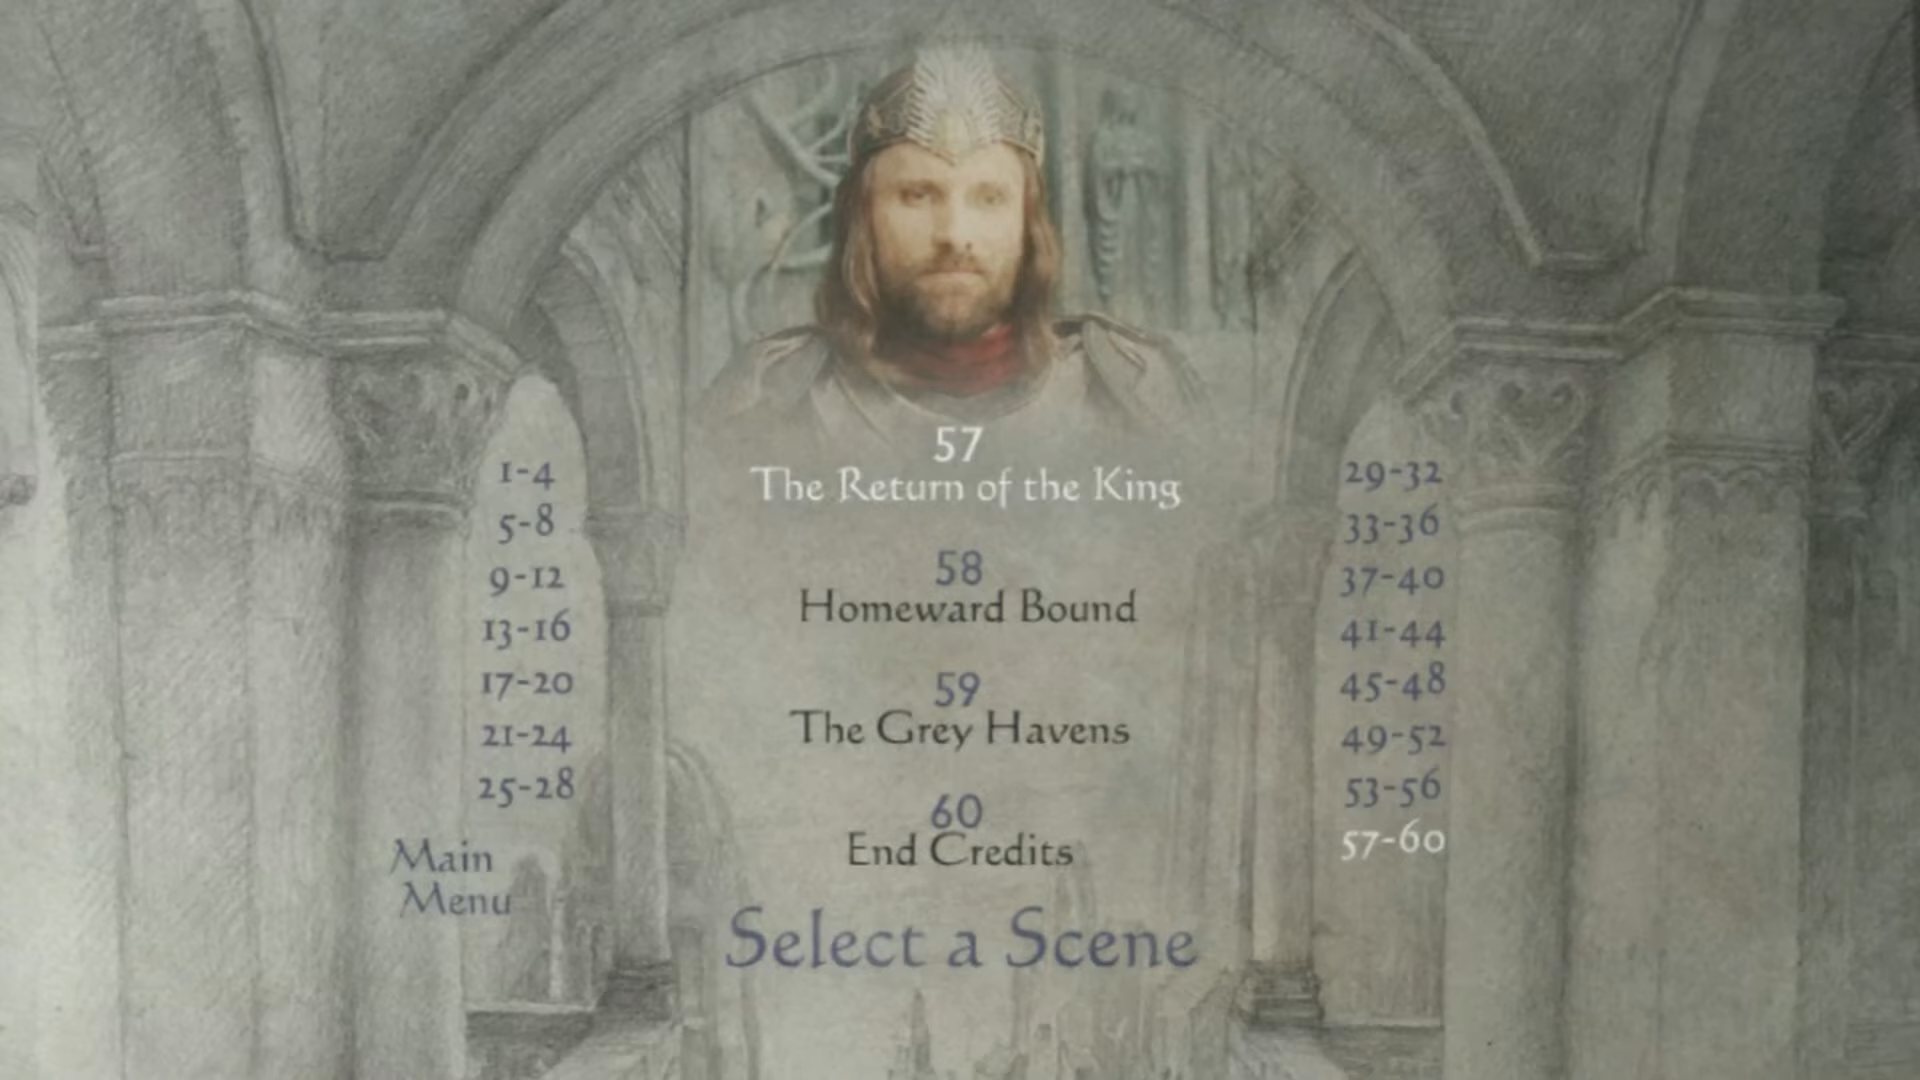 57
The Return of the King
58
Homeward Bound
59
The Grey Havens
60
End Credits
1-4
5-8
9-12
13-16
17-20
21-24
25-28
29-32
33-36
37-40
41-44
45-48
49-52
53-56
57-60
Main
Menu
Select a Scene